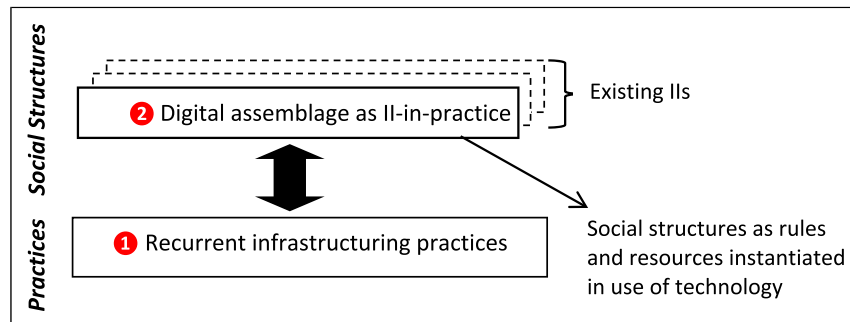 Social Structures
2 Digital assemblage as II-in-practice
Existing IIs
Practices
1 Recurrent infrastructuring practices
Social structures as rules
and resources instantiated
in use of technology